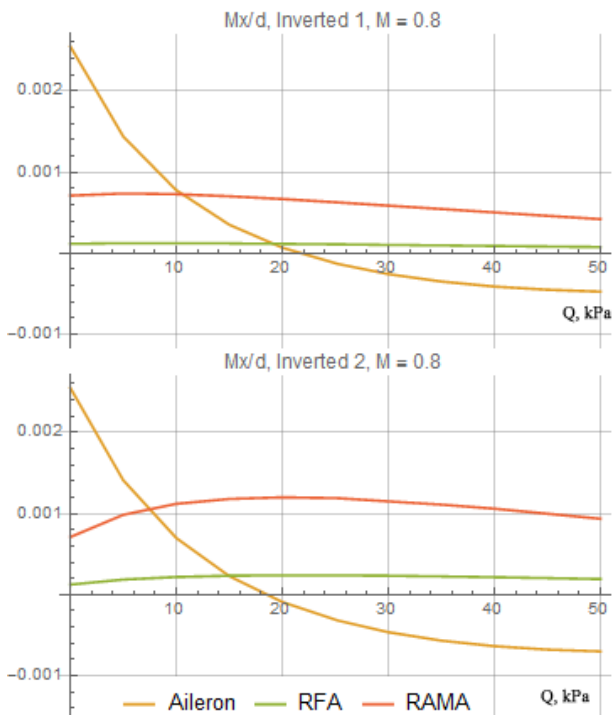 Mx/d, Inverted 1, M = 0.8
0.002
0.001
10 20 30 40 50
Q, kPa
−0.001
Mx/d, Inverted 2, M = 0.8
0.002
0.001
10 20 30 40 50
−0.001
Aileron RFA RAMA Q, kPa